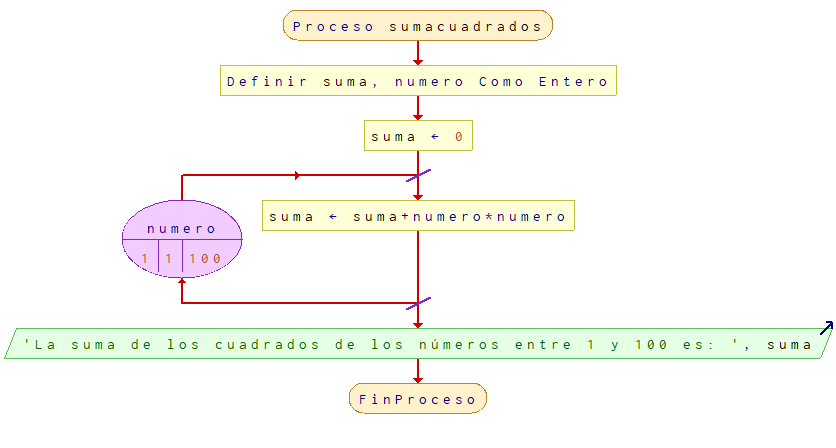 Proceso sumacuadrados
Definir suma, numero Como Entero
suma ← 0
suma ← suma+numero*numero
numero
1 1 100
'La suma de los cuadrados de los números entre 1 y 100 es: ', suma
FinProceso